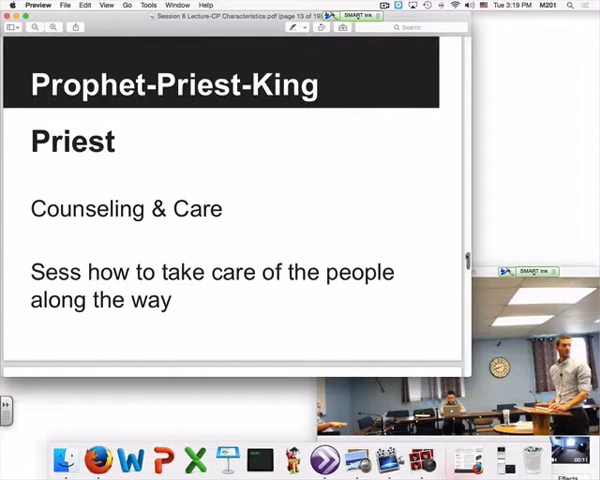 Preview File Edit View Go Tools Window Help
Tue 3:19 PM M201
Session 8 Lecture-CP Characteristics.pdf (page 13 of 19)
SMART Ink
Search
Prophet-Priest-King
Priest
Counseling & Care
Sess how to take care of the people
along the way
SMART Ink
00:11
Effects